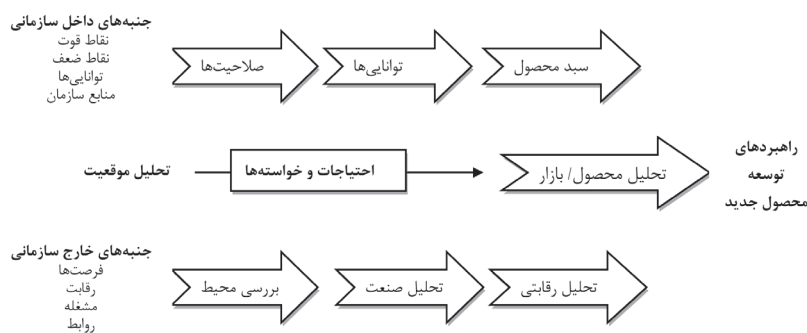 جنبه‌های داخل سازمانی
نقاط قوت
نقاط ضعف
توانایی‌ها
منابع سازمان
صلاحیت‌ها
توانایی‌ها
سبد محصول
تحلیل موقعیت
احتیاجات و خواسته‌ها
تحلیل محصول/ بازار
راهبردهای
توسعه
محصول جدید
جنبه‌های خارج سازمانی
فرصت‌ها
رقابت
مشغله
روابط
بررسی محیط
تحلیل صنعت
تحلیل رقابتی